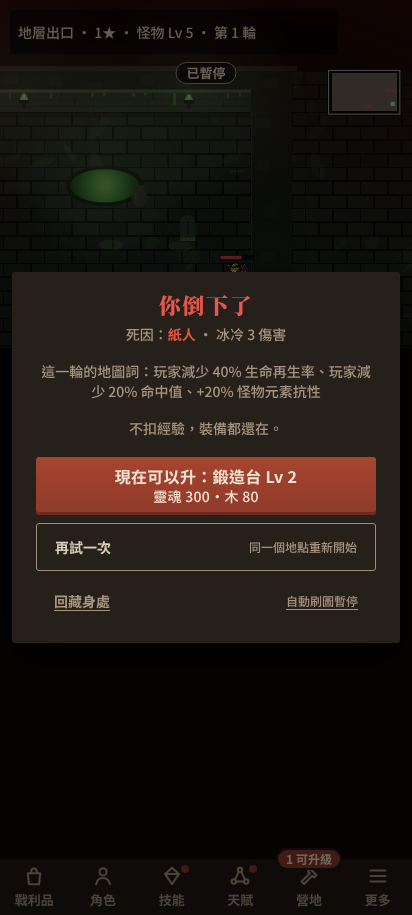 地層出口 • 1★ • 怪物 Lv 5 • 第 1 輪
已暫停
你倒下了
死因：紙人 • 冰冷 3 傷害
這一輪的地圖詞：玩家減少 40% 生命再生率、玩家減
少 20% 命中值、+20% 怪物元素抗性
不扣經驗，裝備都還在。
現在可以升：鍛造台 Lv 2
靈魂 300・木 80
再試一次 同一個地點重新開始
回藏身處 自動刷圖暫停
1 可升級
戰利品 角色 技能 天賦 營地 更多